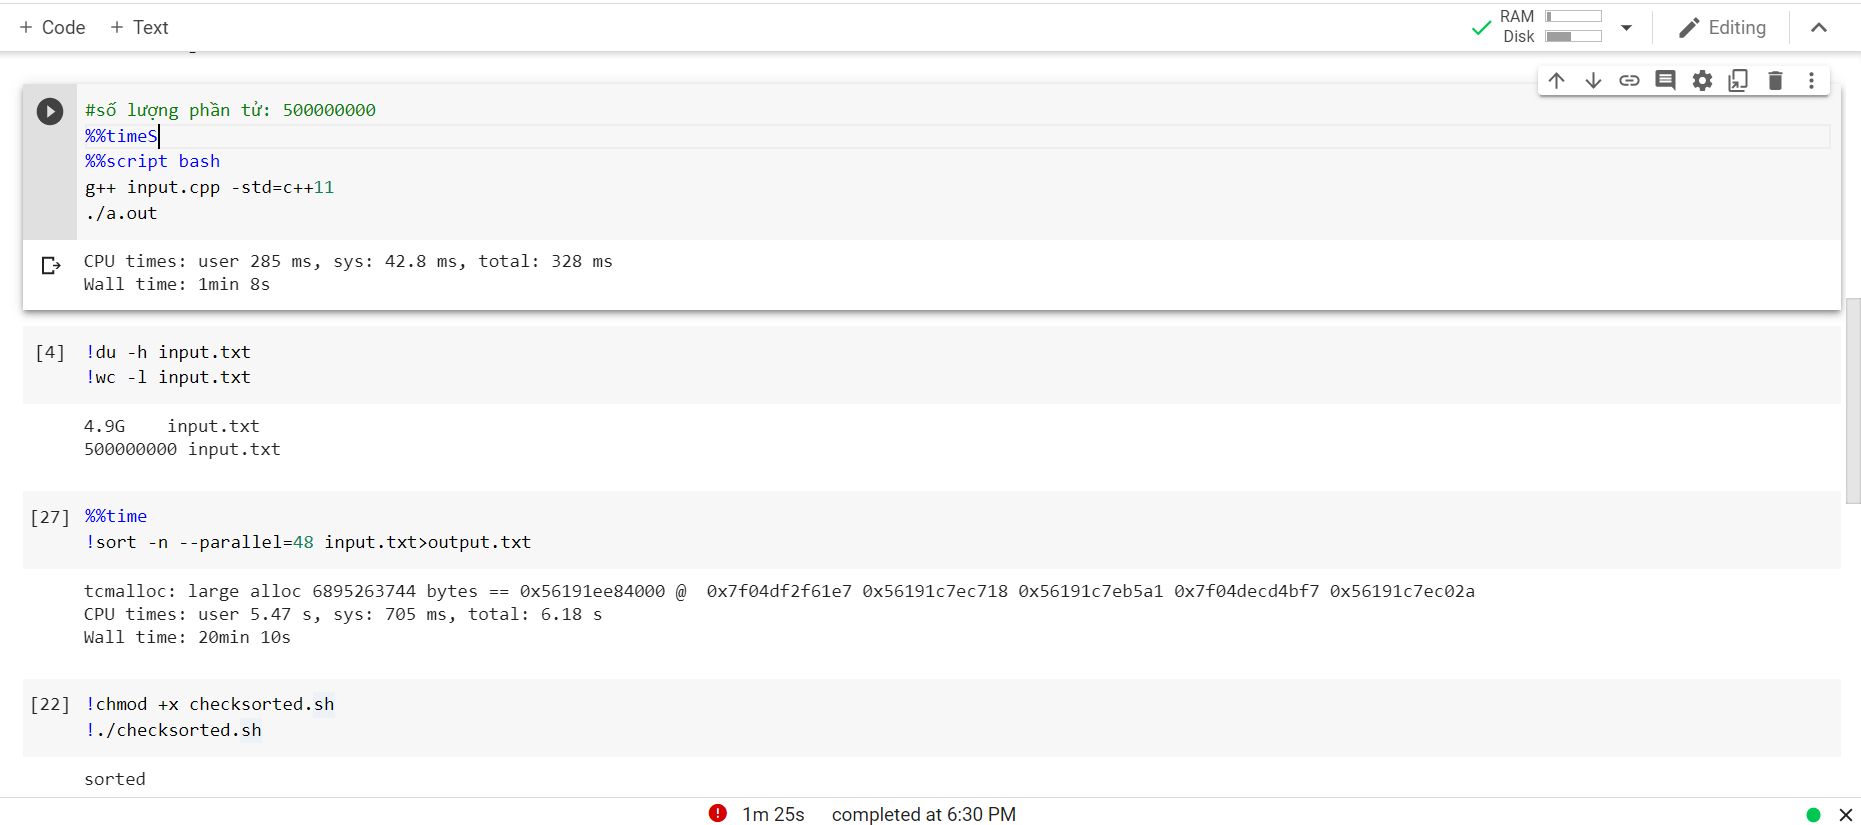 + Code + Text
RAM
Disk
Editing
#số lượng phần tử: 500000000
%%timeS
%%script bash
g++ input.cpp -std=c++11
./a.out
CPU times: user 285 ms, sys: 42.8 ms, total: 328 ms
Wall time: 1min 8s
[4] !du -h input.txt
!wc -l input.txt
4.9G input.txt
500000000 input.txt
[27] %%time
!sort -n --parallel=48 input.txt>output.txt
tcmalloc: large alloc 6895263744 bytes == 0x56191ee84000 @ 0x7f04df2f61e7 0x56191c7ec718 0x56191c7eb5a1 0x7f04decd4bf7 0x56191c7ec02a
CPU times: user 5.47 s, sys: 705 ms, total: 6.18 s
Wall time: 20min 10s
[22] !chmod +x checksorted.sh
!./checksorted.sh
sorted
1m 25s completed at 6:30 PM